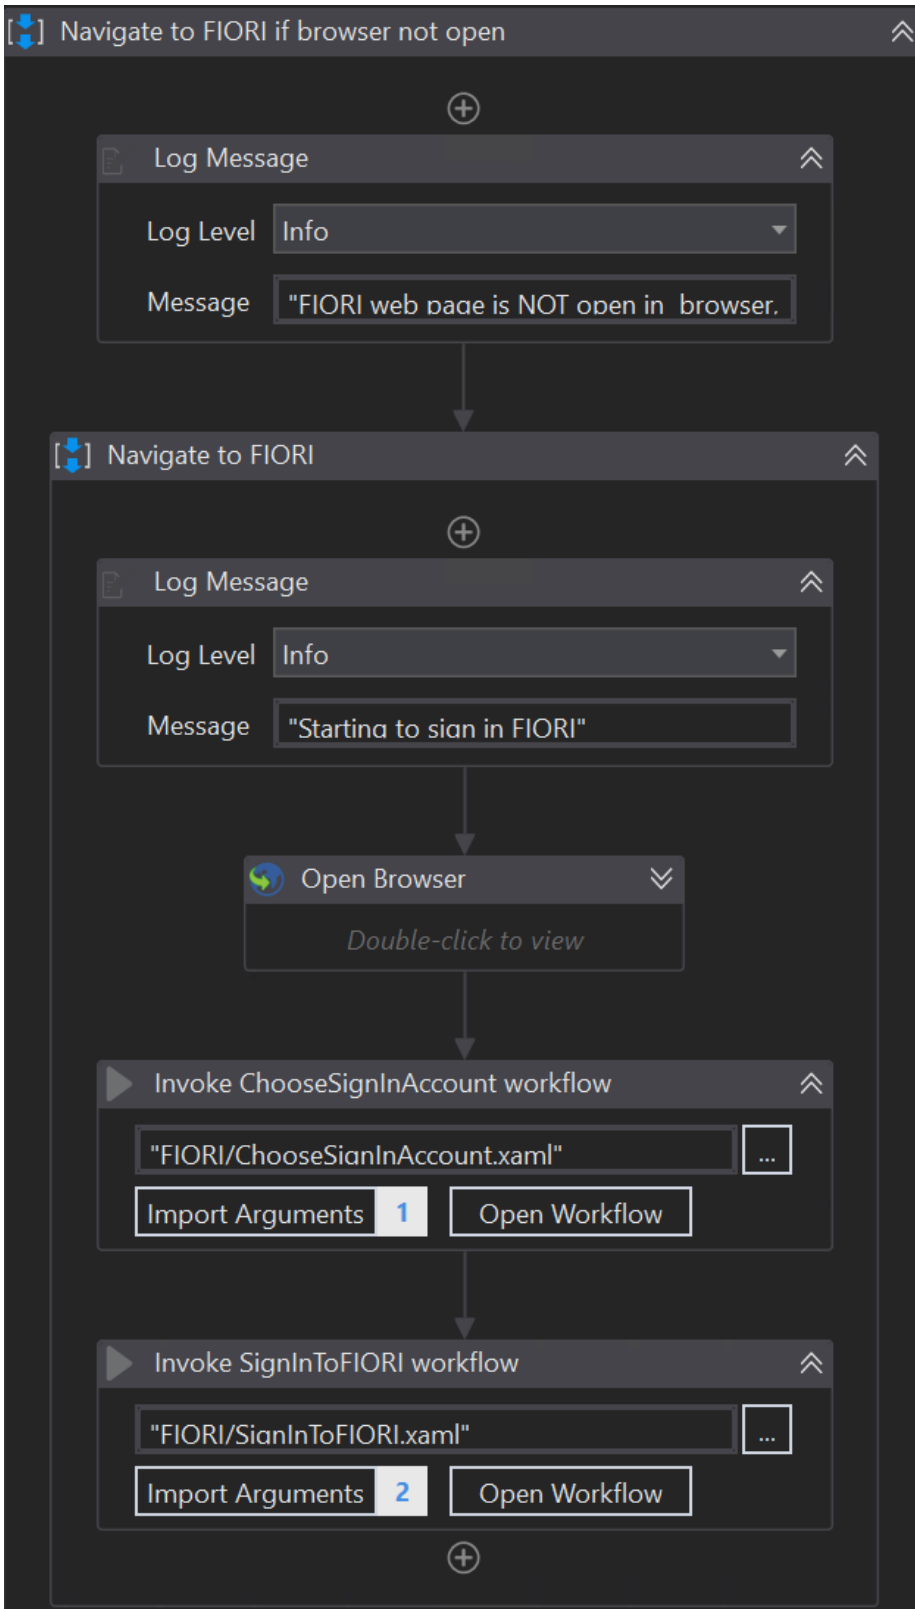 Navigate to FIORI if browser not open
Log Message
Log Level Info
Message "FIORI web page is NOT open in browser.
Navigate to FIORI
Log Message
Log Level Info
Message "Starting to sign in FIORI"
Open Browser
Double-click to view
Invoke ChooseSignInAccount workflow
"FIORI/ChooseSignInAccount.xaml" ...
Import Arguments 1 Open Workflow
Invoke SignInToFIORI workflow
"FIORI/SignInToFIORI.xaml" ...
Import Arguments 2 Open Workflow